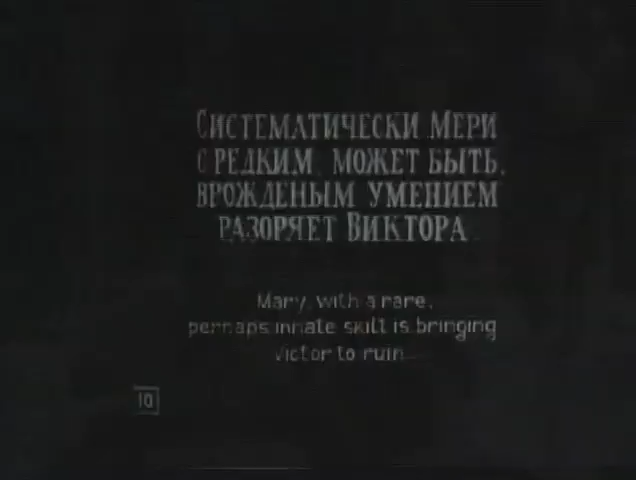 СИСТЕМАТИЧЕСКИ МЕРИ
С РЕДКИМ, МОЖЕТ БЫТЬ,
ВРОЖДЕНЫМ УМЕНИЕМ
РАЗОРЯЕТ ВИКТОРА
Mary, with a rare,
perhaps innate skill is bringing
Victor to ruin...
10